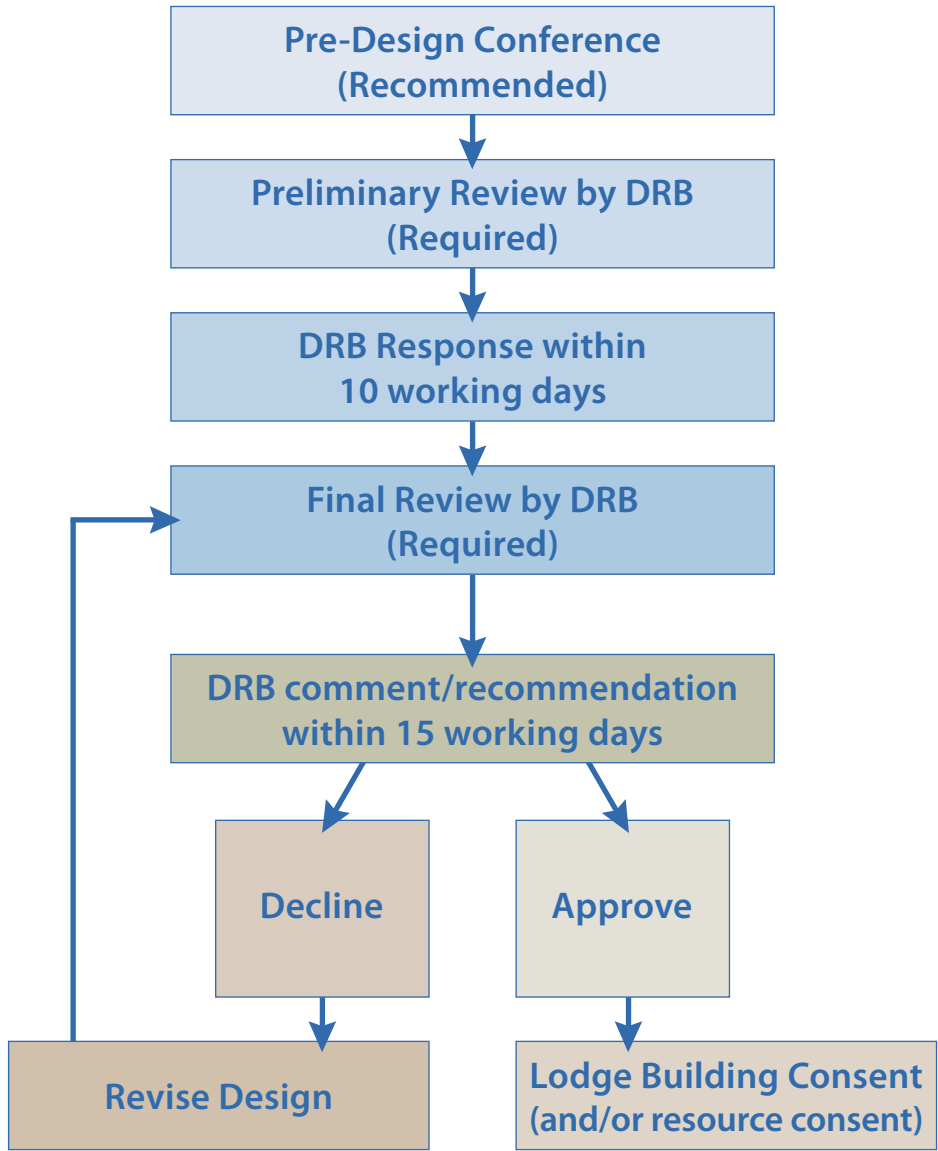 Pre-Design Conference
(Recommended)
Preliminary Review by DRB
(Required)
DRB Response within
10 working days
Final Review by DRB
(Required)
DRB comment/recommendation
within 15 working days
Decline
Approve
Revise Design
Lodge Building Consent
(and/or resource consent)